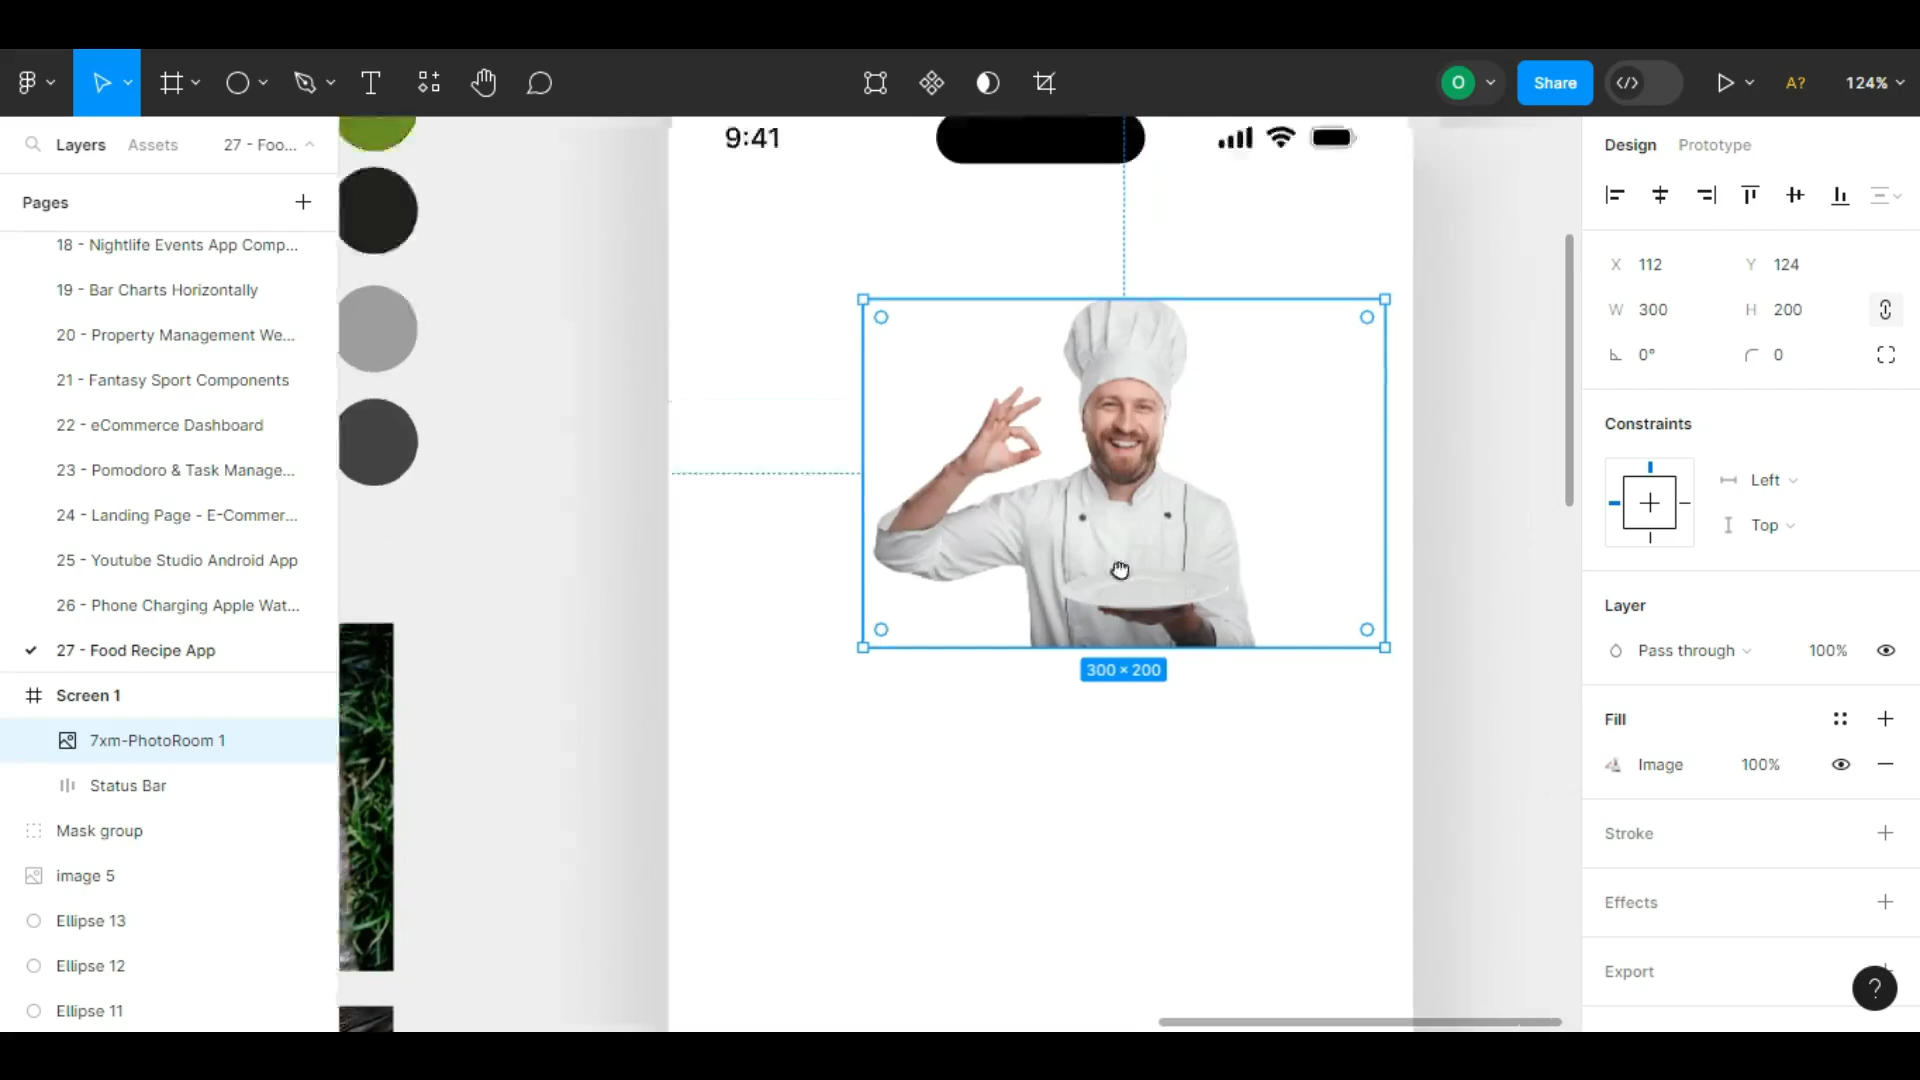 O
Share
A?
124%
Layers
Assets
27 - Foo...
Design
Prototype
Pages
18 - Nightlife Events App Comp...
19 - Bar Charts Horizontally
20 - Property Management We...
21 - Fantasy Sport Components
22 - eCommerce Dashboard
23 - Pomodoro & Task Manage...
24 - Landing Page - E-Commer...
25 - Youtube Studio Android App
26 - Phone Charging Apple Wat...
27 - Food Recipe App
Screen 1
7xm-PhotoRoom 1
Status Bar
Mask group
image 5
Ellipse 13
Ellipse 12
Ellipse 11
9:41
300 × 200
X 112 Y 124
W 300 H 200
0° 0
Constraints
Left
Top
Layer
Pass through 100%
Fill
Image 100%
Stroke
Effects
Export
?